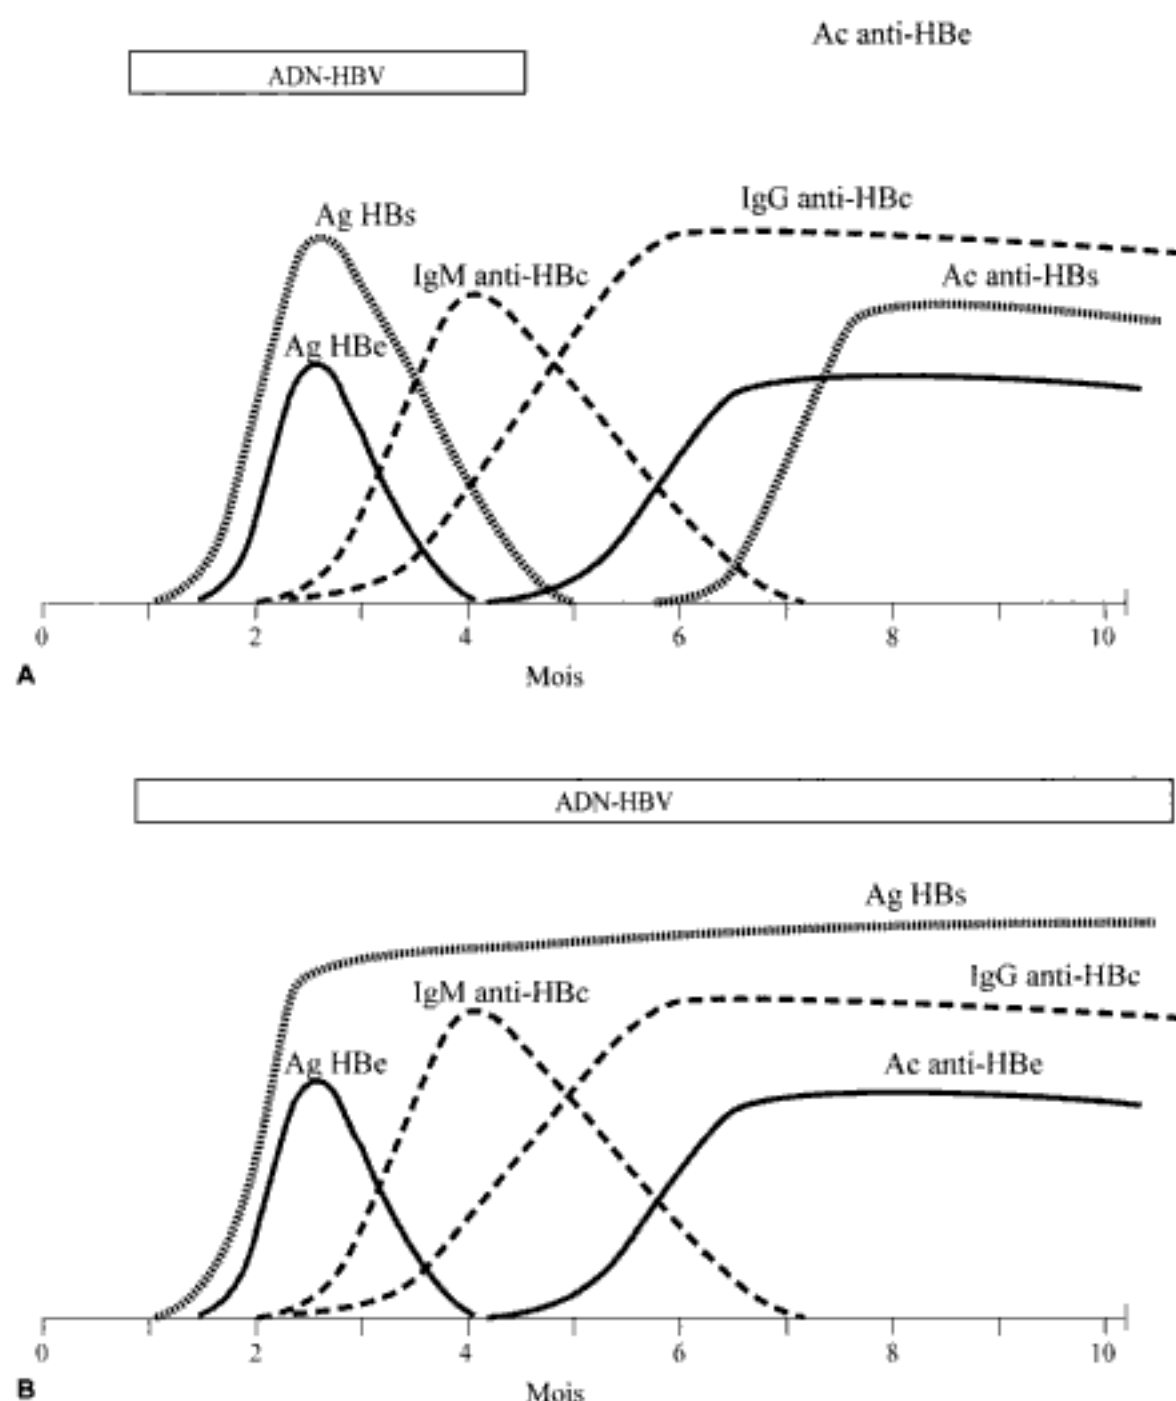 Ac anti-HBe
ADN-HBV
IgG anti-HBc
Ag HBs
IgM anti-HBc
Ac anti-HBs
Ag HBe
0 2 4 6 8 10
A
Mois
ADN-HBV
Ag HBs
IgG anti-HBc
IgM anti-HBc
Ag HBe
Ac anti-HBe
0 2 4 6 8 10
B
Mois